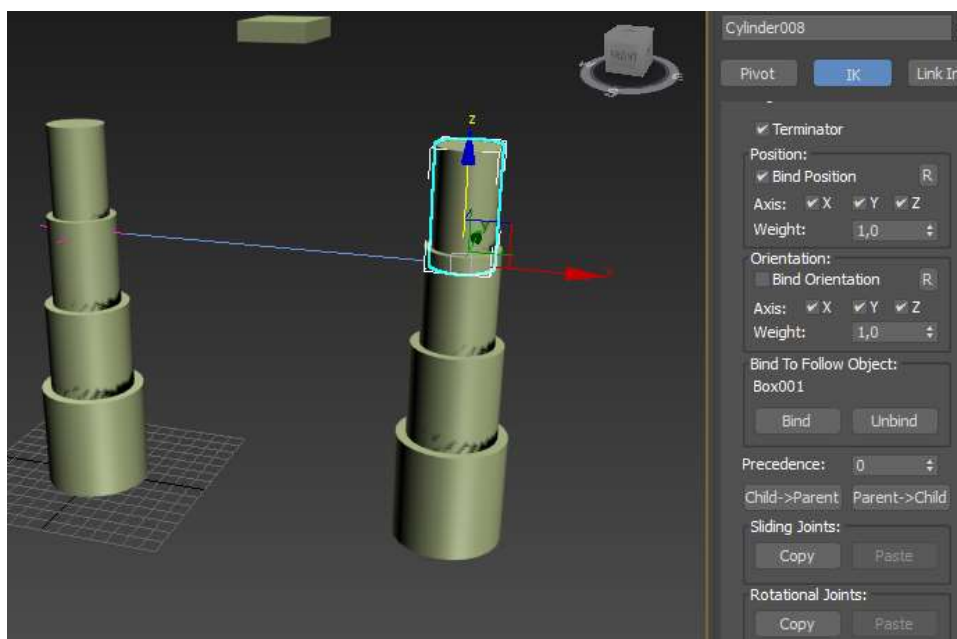 Cylinder008
Pivot IK Link In
Terminator
Position:
Bind Position R
Axis: X Y Z
Weight: 1,0
Orientation:
Bind Orientation R
Axis: X Y Z
Weight: 1,0
Bind To Follow Object:
Box001
Bind Unbind
Precedence: 0
Child->Parent Parent->Child
Sliding Joints:
Copy Paste
Rotational Joints:
Copy Paste
z
FRONT
S